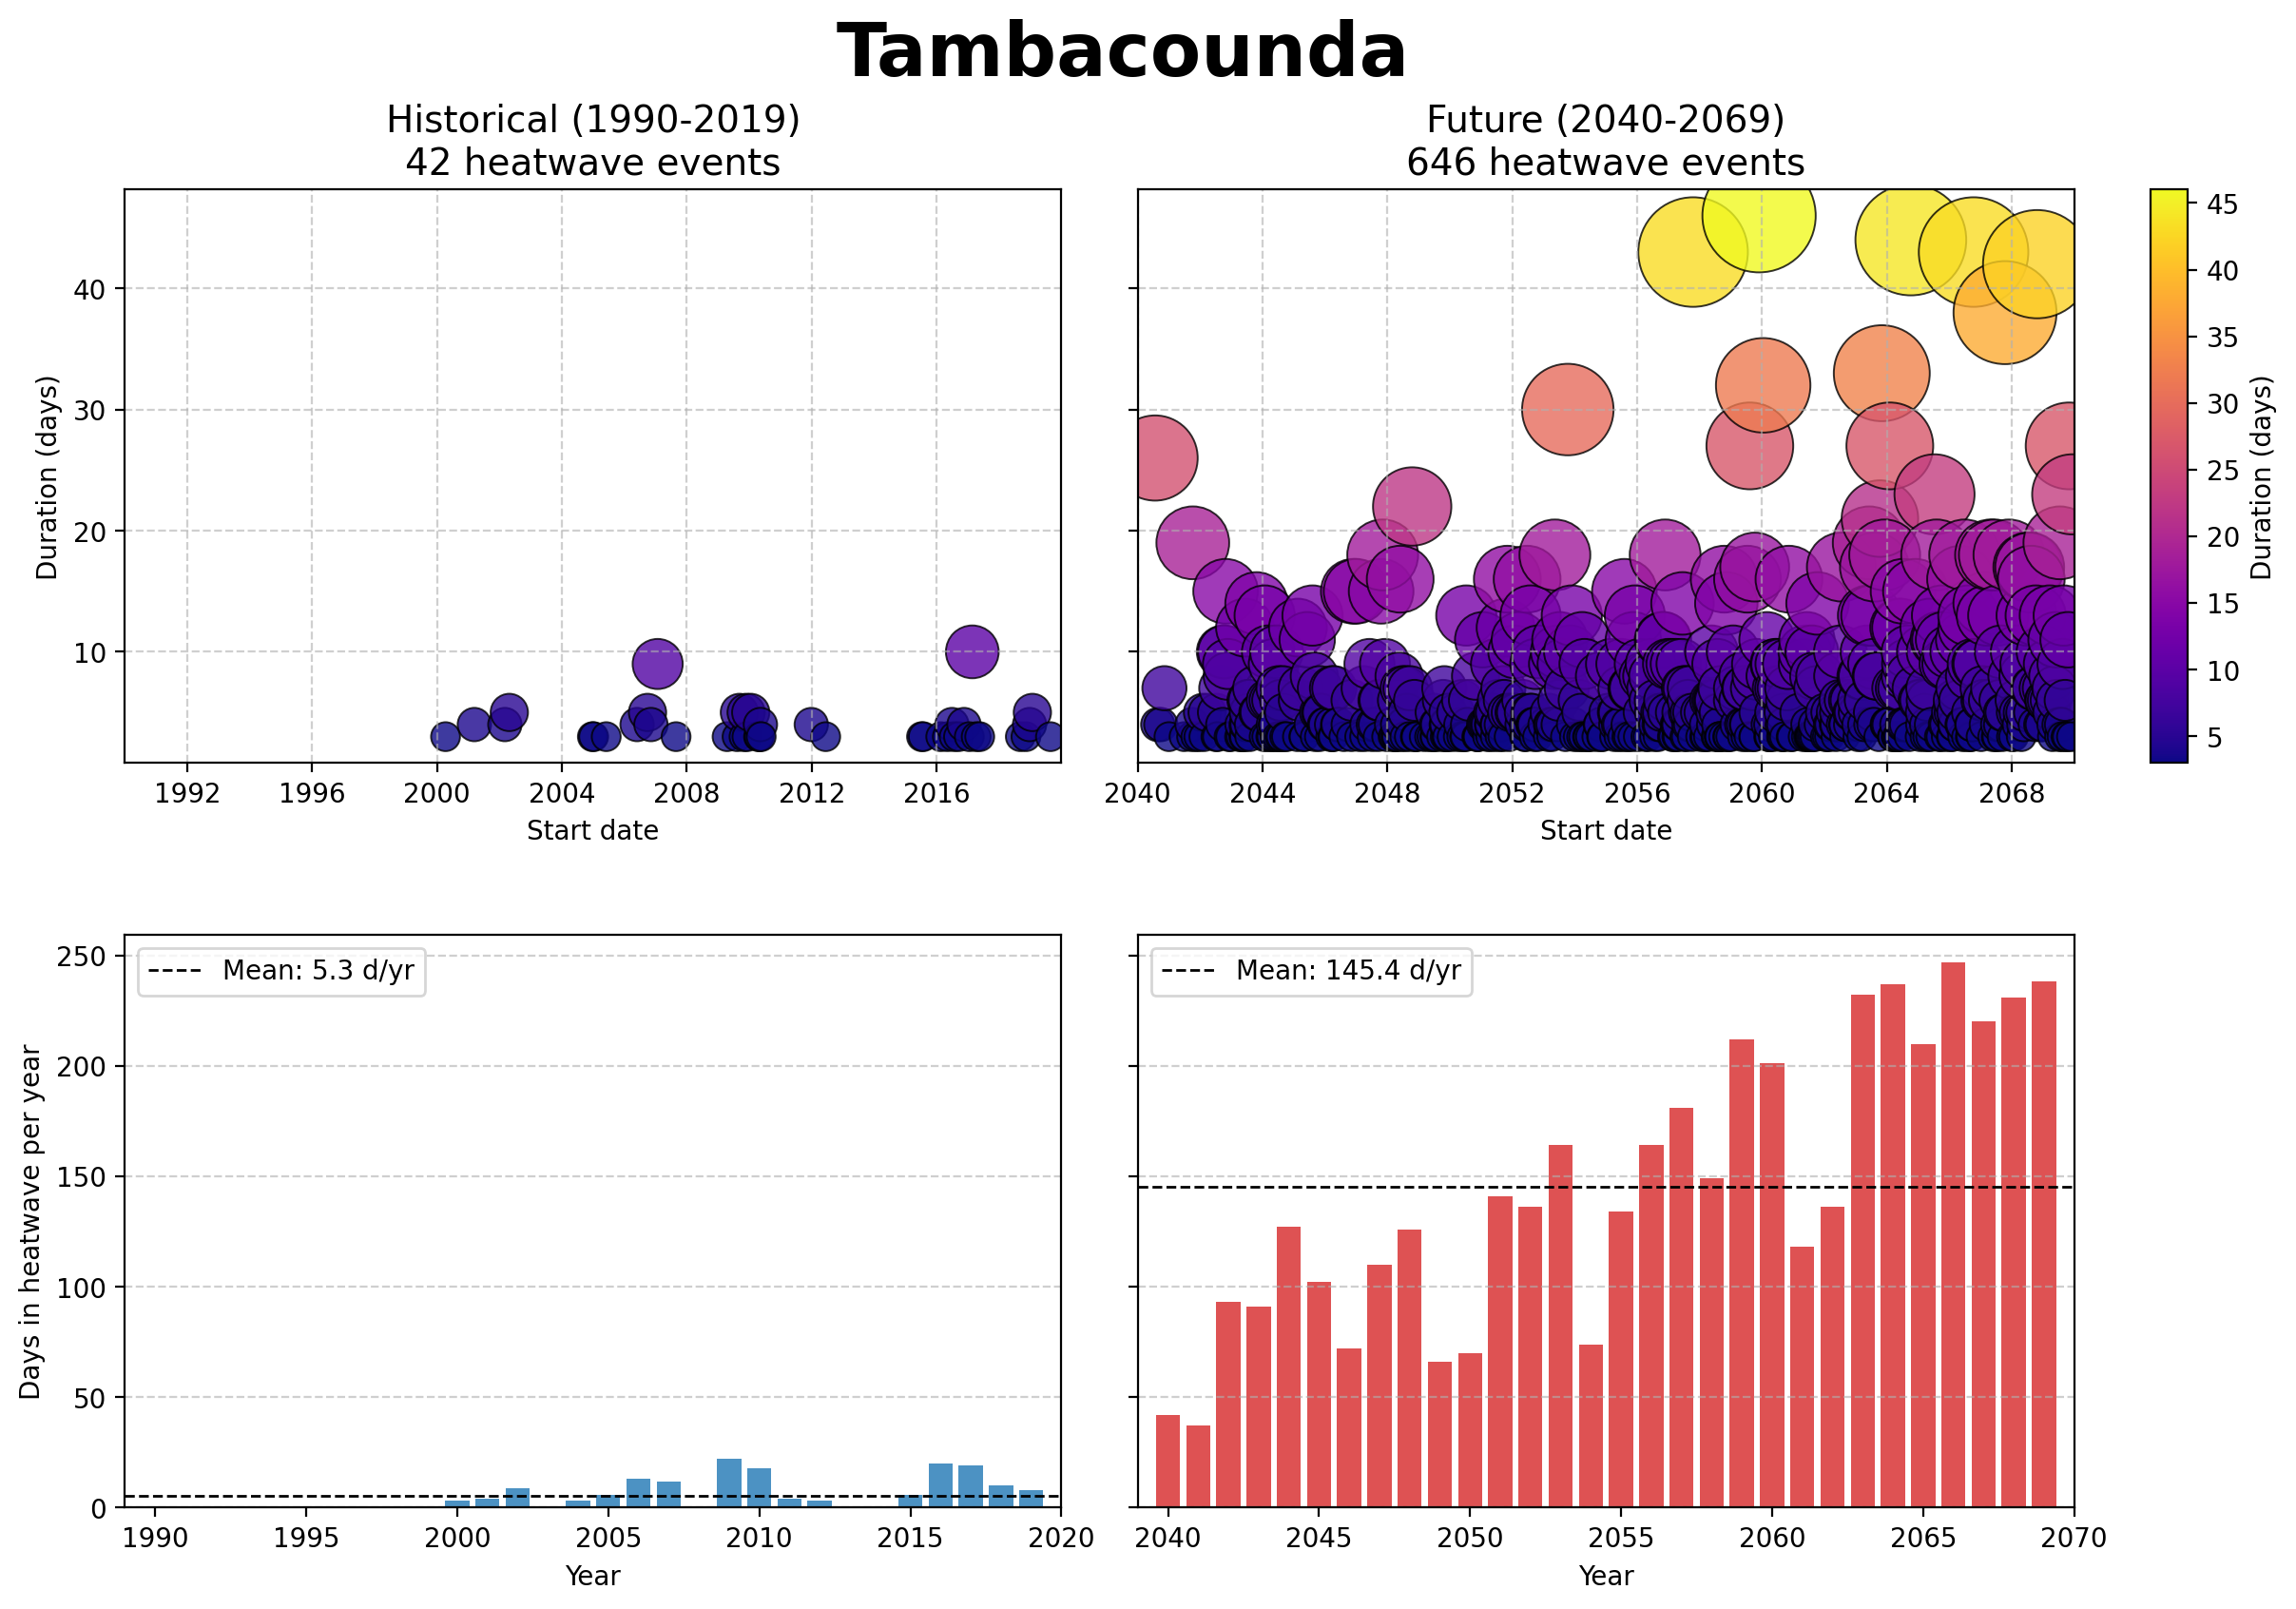 Tambacounda
Historical (1990-2019)
42 heatwave events
Future (2040-2069)
646 heatwave events
Duration (days)
40
30
20
10
1992 1996 2000 2004 2008 2012 2016
Start date
2040 2044 2048 2052 2056 2060 2064 2068
Start date
45
40
35
30
25
20
15
10
5
Duration (days)
Days in heatwave per year
250
200
150
100
50
0
Mean: 5.3 d/yr
1990 1995 2000 2005 2010 2015 2020
Year
Mean: 145.4 d/yr
2040 2045 2050 2055 2060 2065 2070
Year